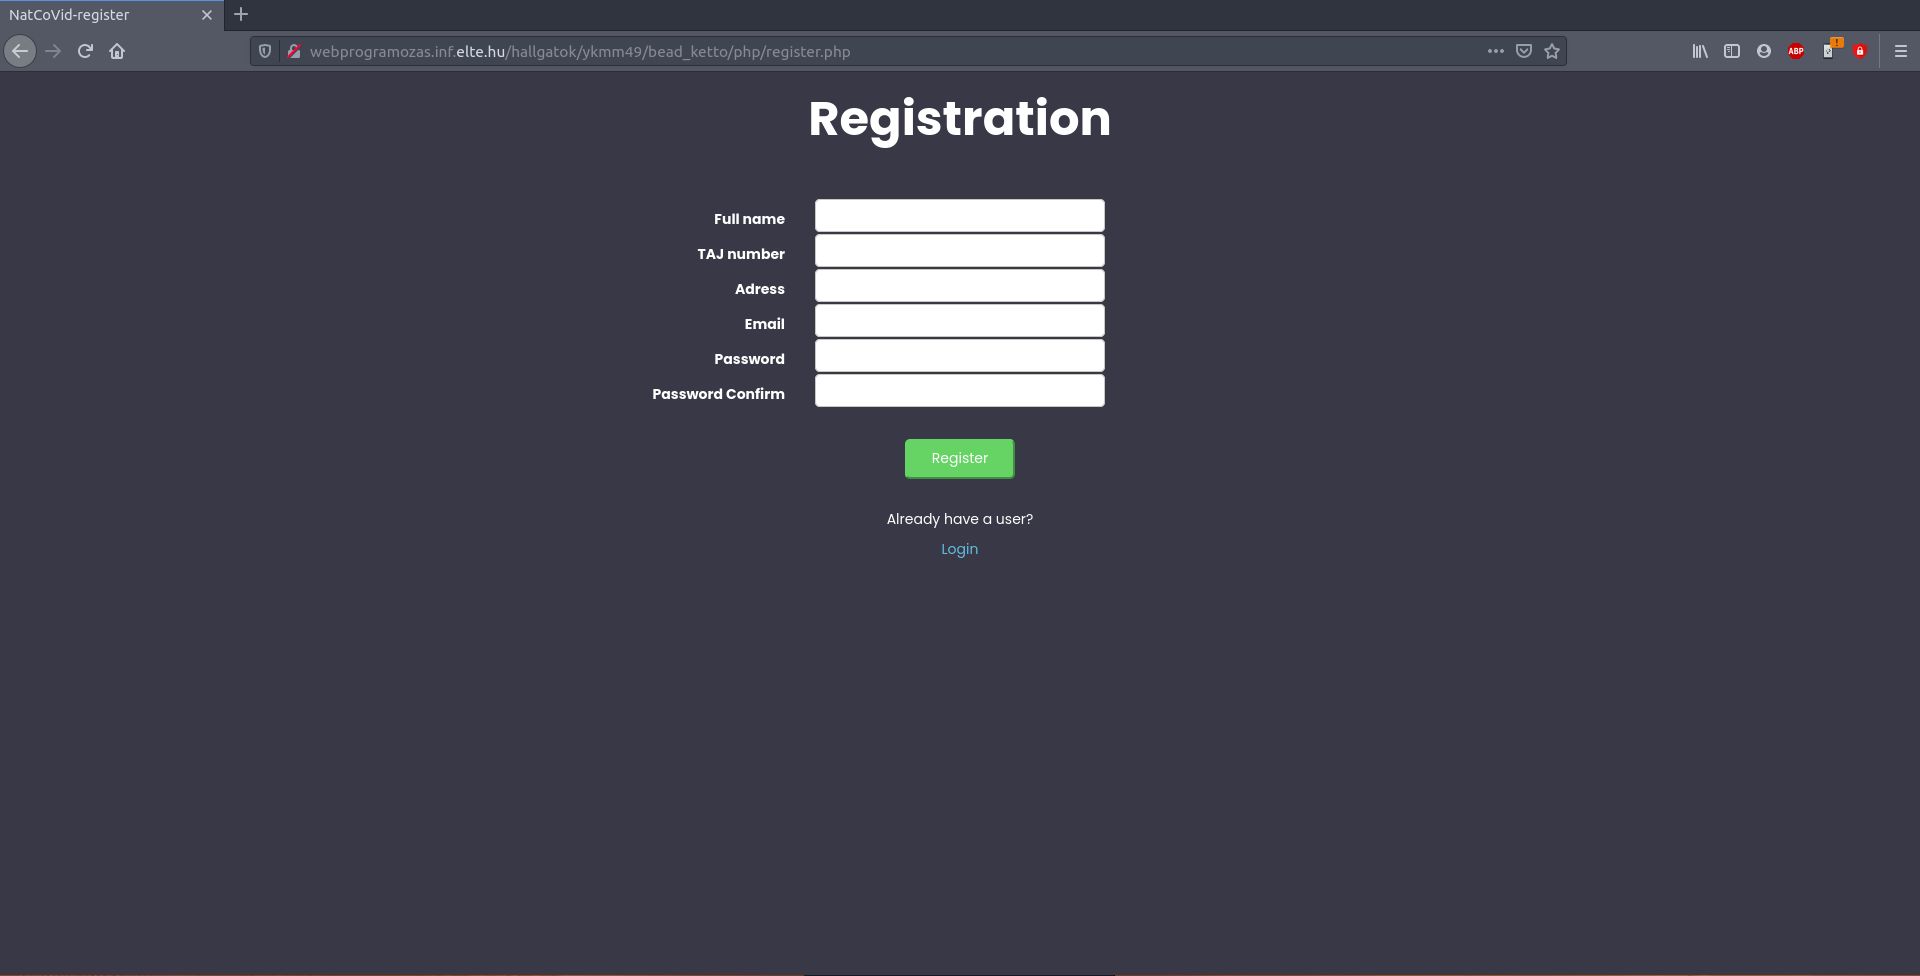 NatCoVid-register
webprogramozas.inf.elte.hu/hallgatok/ykmm49/bead_ketto/php/register.php
ABP
!
Registration
Full name
TAJ number
Adress
Email
Password
Password Confirm
Register
Already have a user?
Login